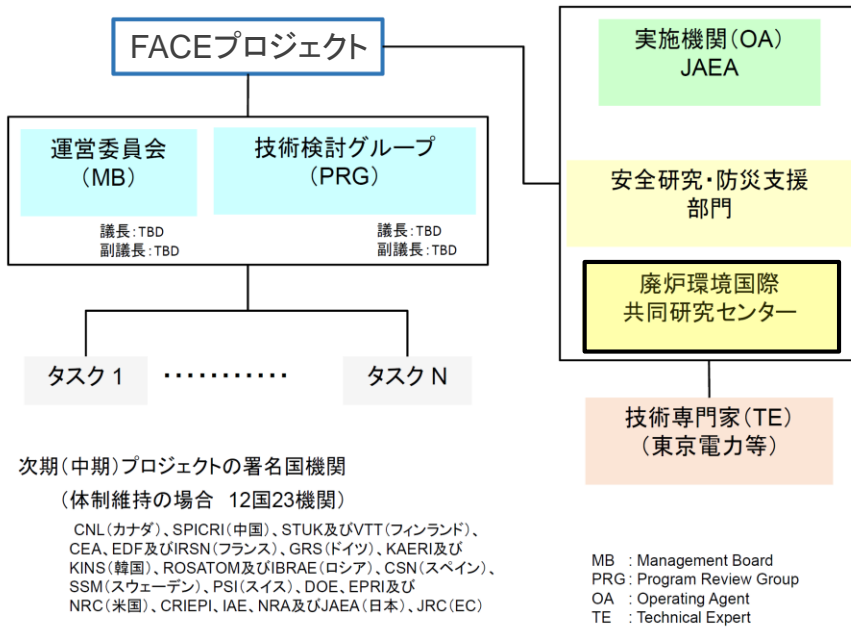 FACEプロジェクト
運営委員会
(MB)
技術検討グループ
(PRG)
議長:TBD
副議長:TBD
議長:TBD
副議長:TBD
タスク 1
・・・・・・・・・・・
タスク N
実施機関(OA)
JAEA
安全研究・防災支援
部門
廃炉環境国際
共同研究センター
技術専門家(TE)
(東京電力等)
次期(中期)プロジェクトの署名国機関
(体制維持の場合 12国23機関)
CNL(カナダ)、SPICRI(中国)、STUK及びVTT(フィンランド)、
CEA、EDF及びIRSN(フランス)、GRS(ドイツ)、KAERI及び
KINS(韓国)、ROSATOM及びIBRAE(ロシア)、CSN(スペイン)、
SSM(スウェーデン)、PSI(スイス)、DOE、EPRI及び
NRC(米国)、CRIEPI、IAE、NRA及びJAEA(日本)、JRC(EC)
MB : Management Board
PRG : Program Review Group
OA : Operating Agent
TE : Technical Expert